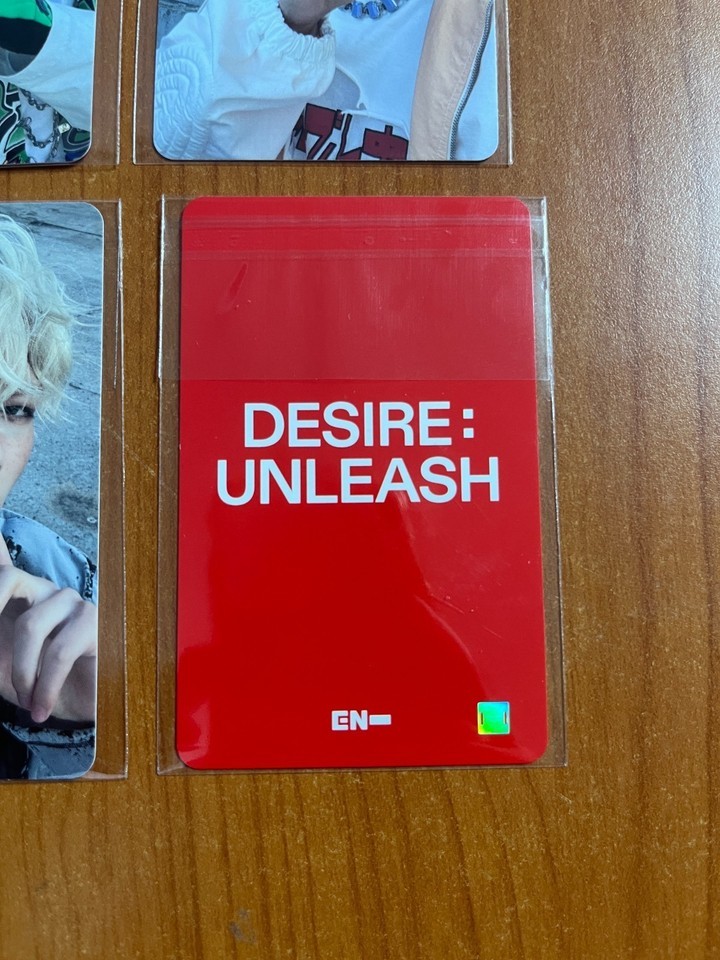 DESIRE :
UNLEASH
EN-